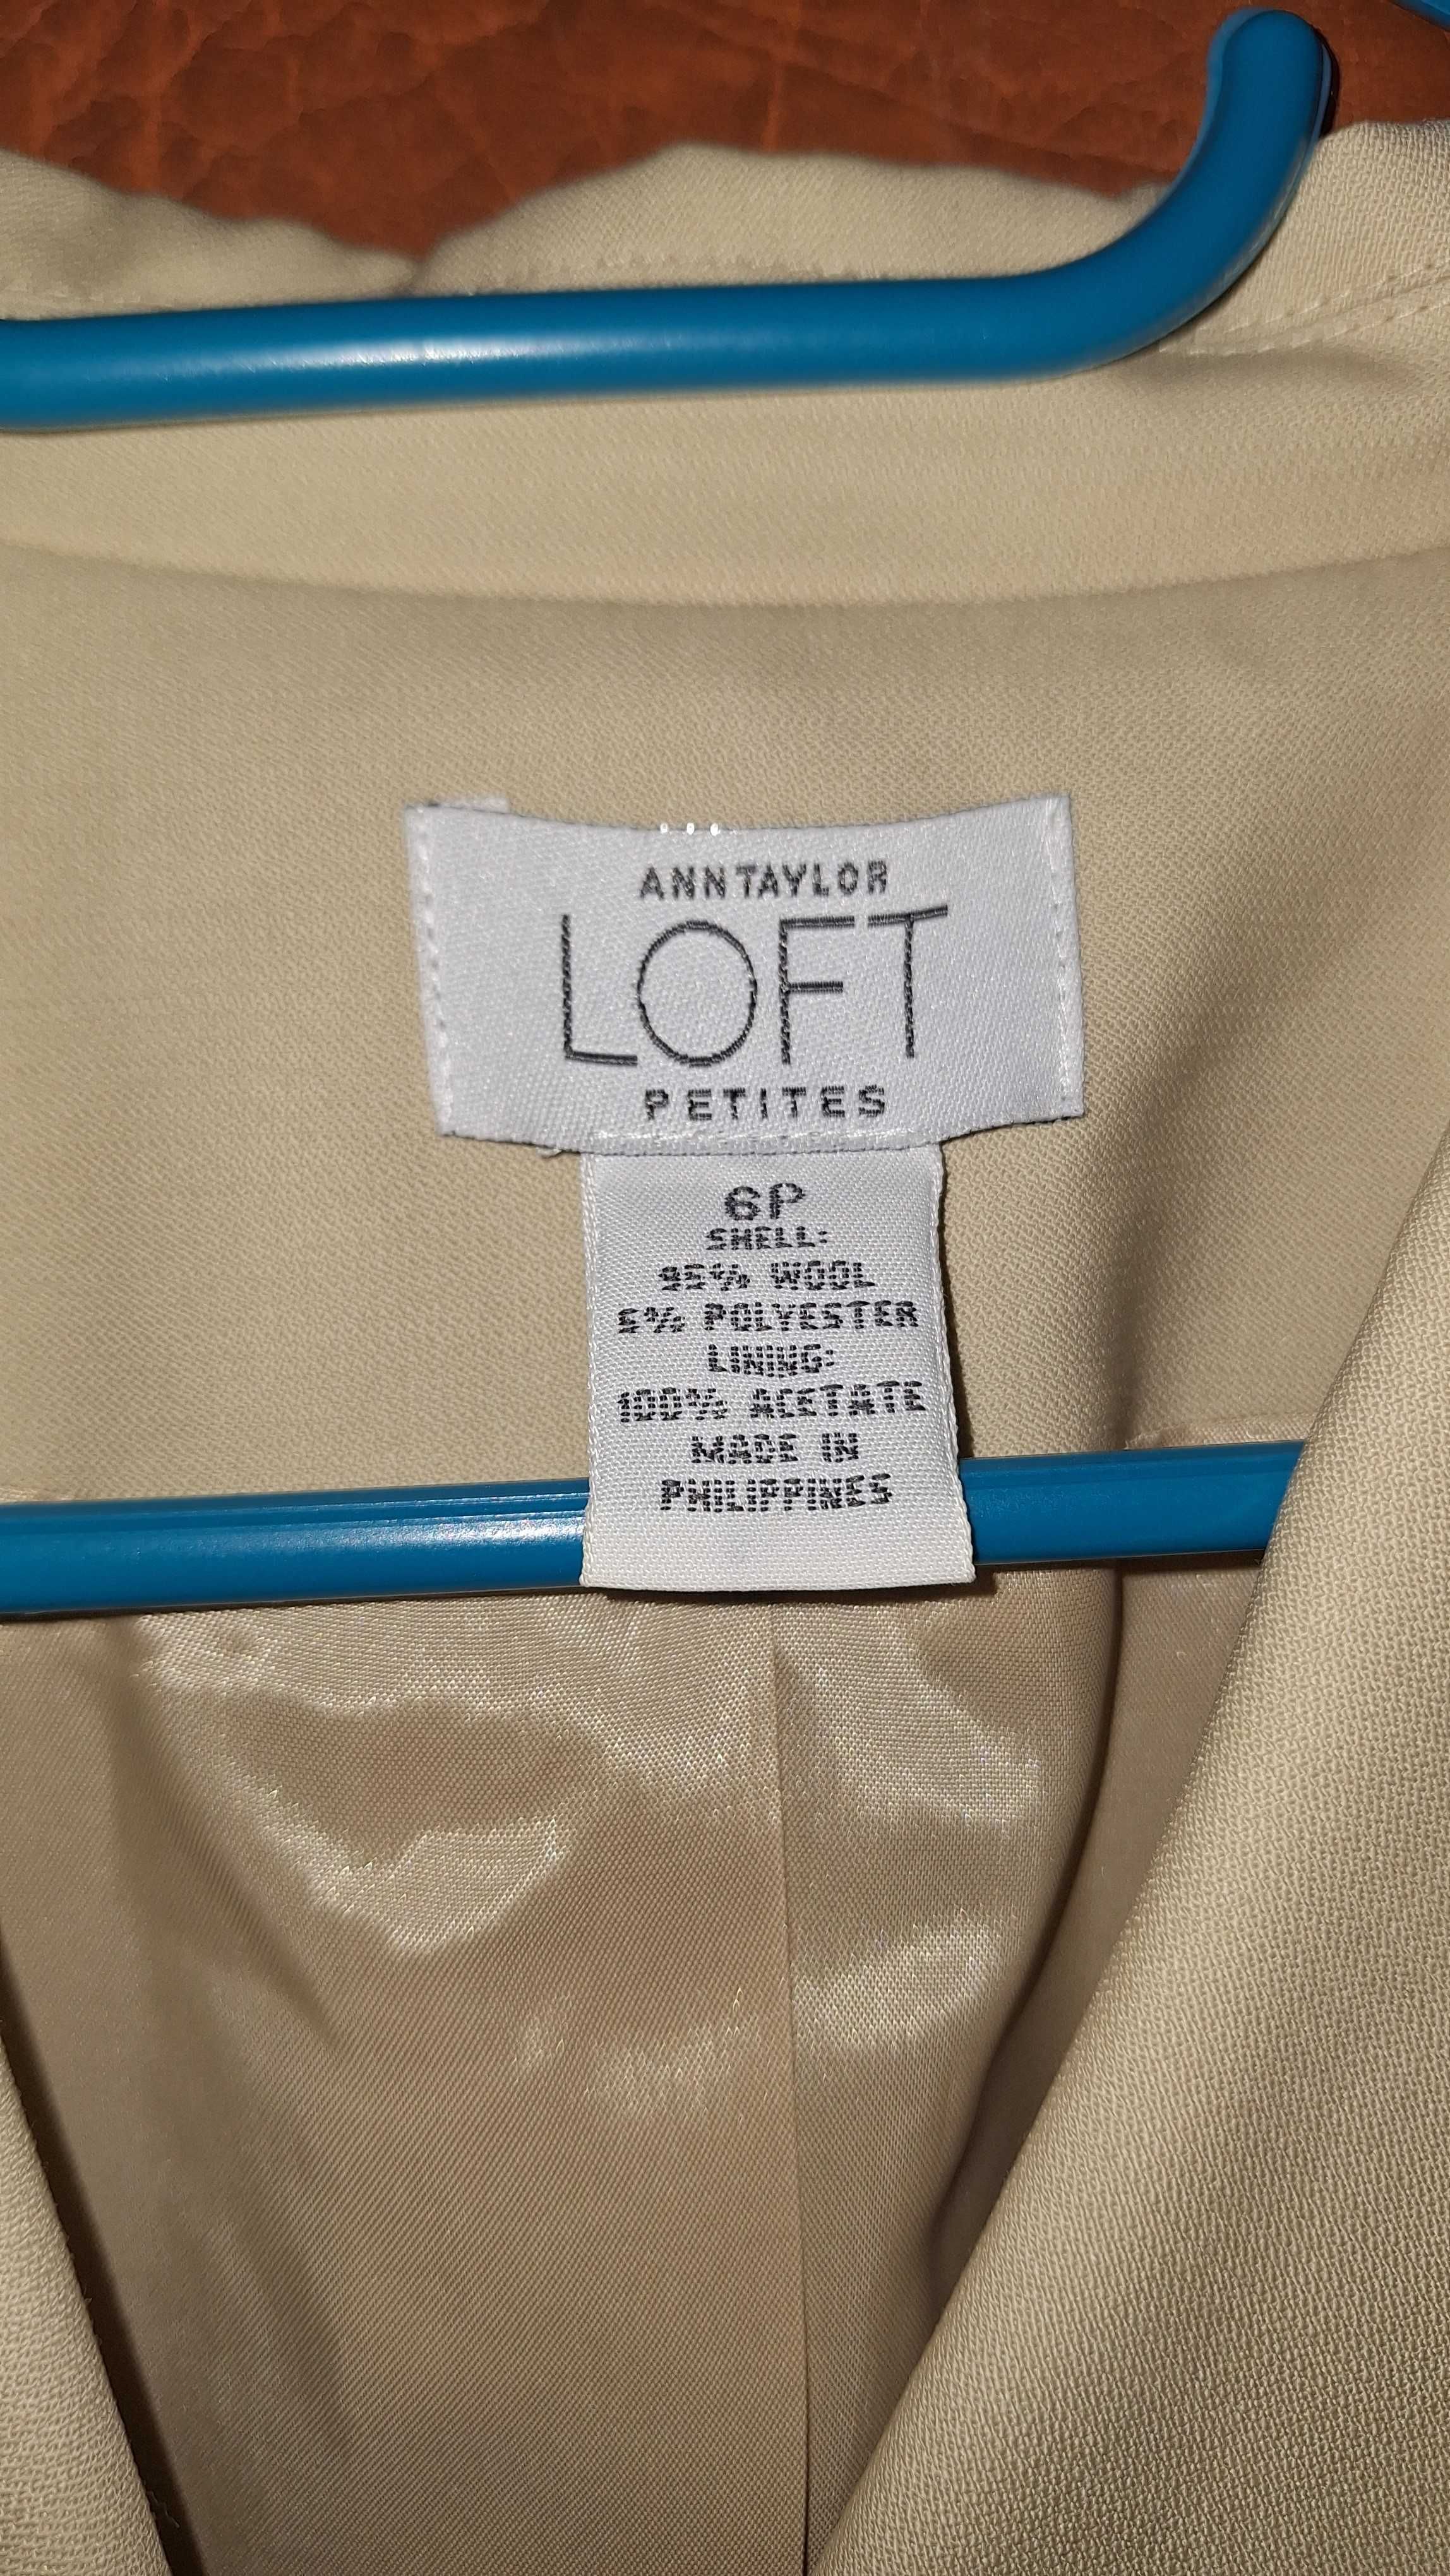 ANNTAYLOR
LOFT
PETITES
6P
SHELL:
95% WOOL
5% POLYESTER
LINING:
100% ACETATE
MADE IN
PHILIPPINES